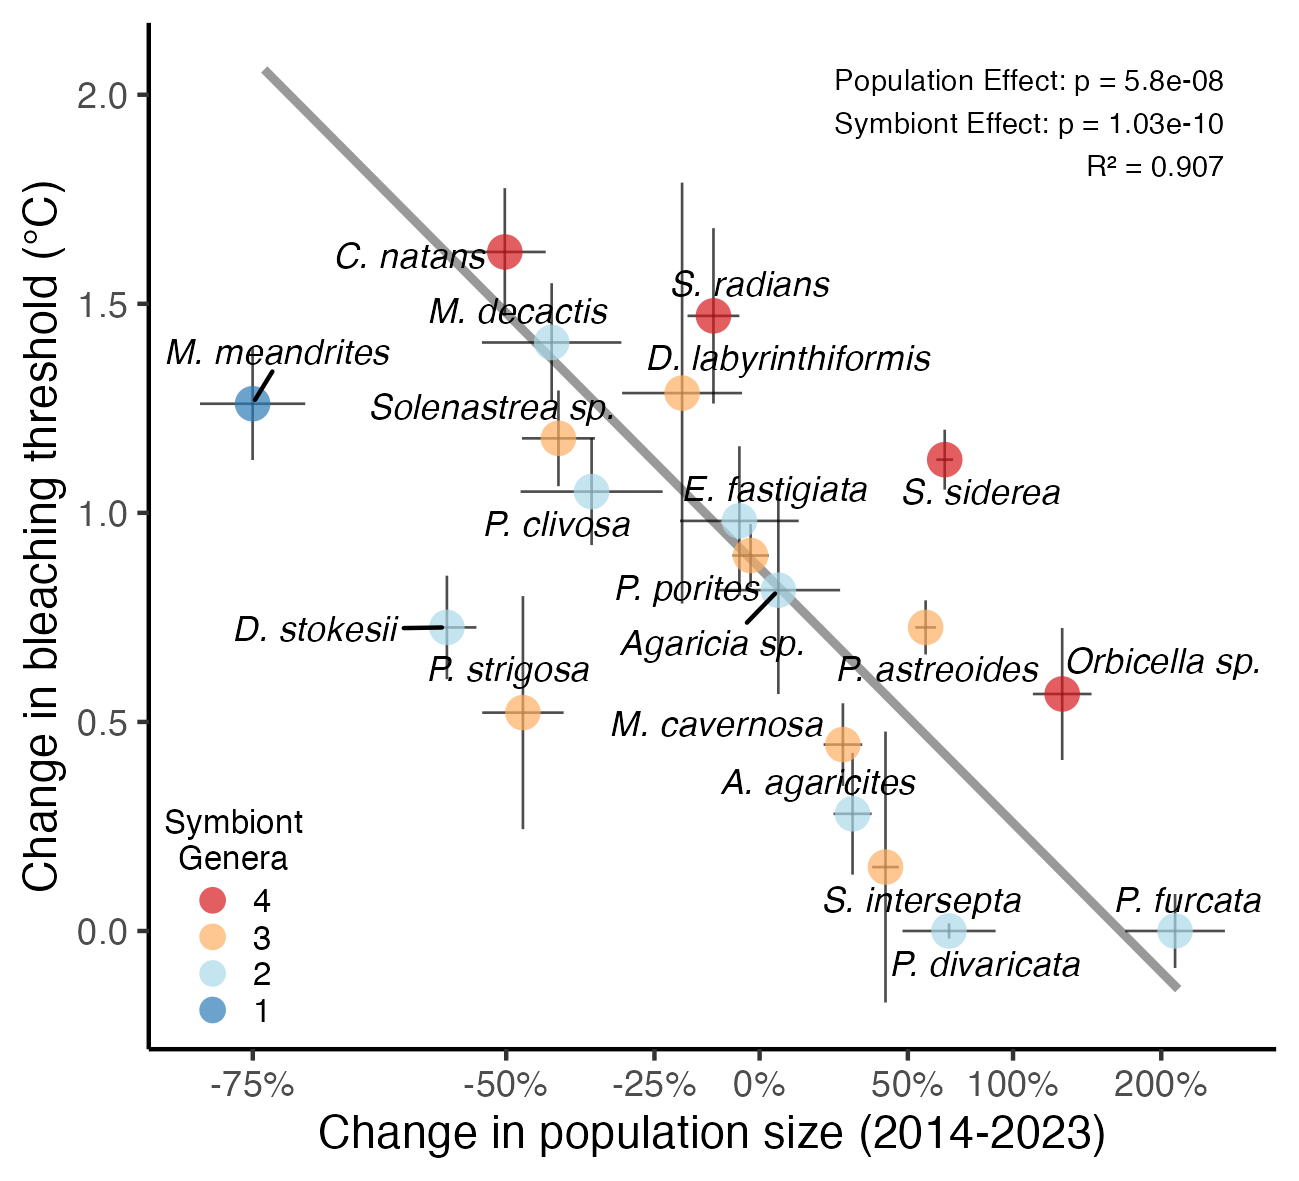 Population Effect: p = 5.8e-08
Symbiont Effect: p = 1.03e-10
R² = 0.907
Change in bleaching threshold (°C)
2.0
1.5
1.0
0.5
0.0
C. natans
S. radians
M. decactis
M. meandrites
D. labyrinthiformis
Solenastrea sp.
E. fastigiata
S. siderea
P. clivosa
P. porites
D. stokesii
Agaricia sp.
P. strigosa
P. astreoides
Orbicella sp.
M. cavernosa
A. agaricites
S. intersepta
P. furcata
P. divaricata
Symbiont
Genera
4
3
2
1
-75%
-50%
-25%
0%
50%
100%
200%
Change in population size (2014-2023)